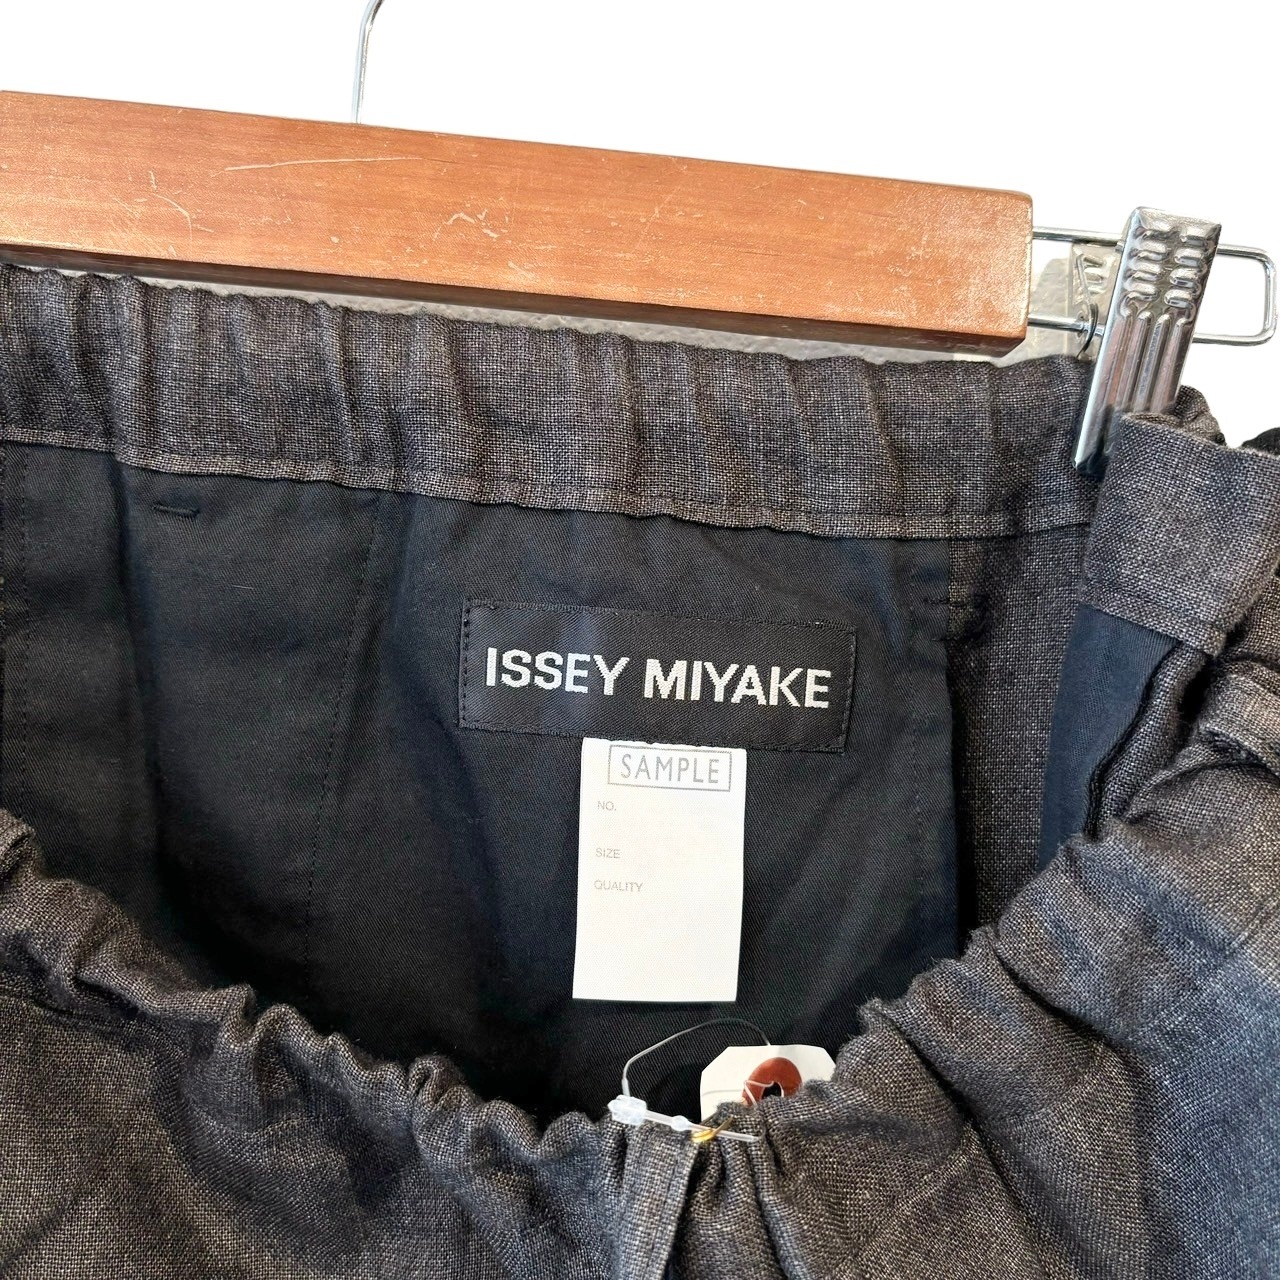 ISSEY MIYAKE
SAMPLE
NO.
SIZE
QUALITY